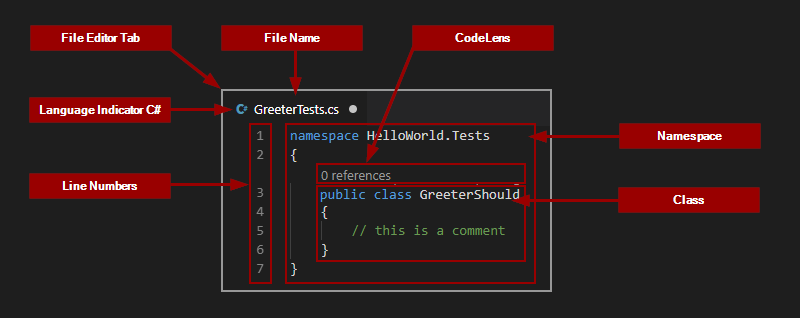 File Editor Tab
File Name
CodeLens
Language Indicator C#
C# GreeterTests.cs
1 namespace HelloWorld.Tests
Namespace
2 {
Line Numbers
0 references
3 public class GreeterShould
Class
4 {
5 // this is a comment
6 }
7 }